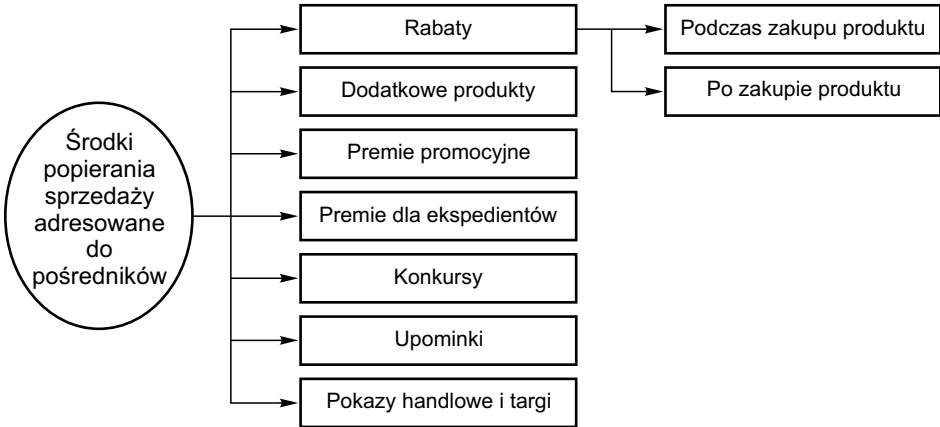 Środki
popierania
sprzedaży
adresowane
do
pośredników
Rabaty
Podczas zakupu produktu
Po zakupie produktu
Dodatkowe produkty
Premie promocyjne
Premie dla ekspedientów
Konkursy
Upominki
Pokazy handlowe i targi